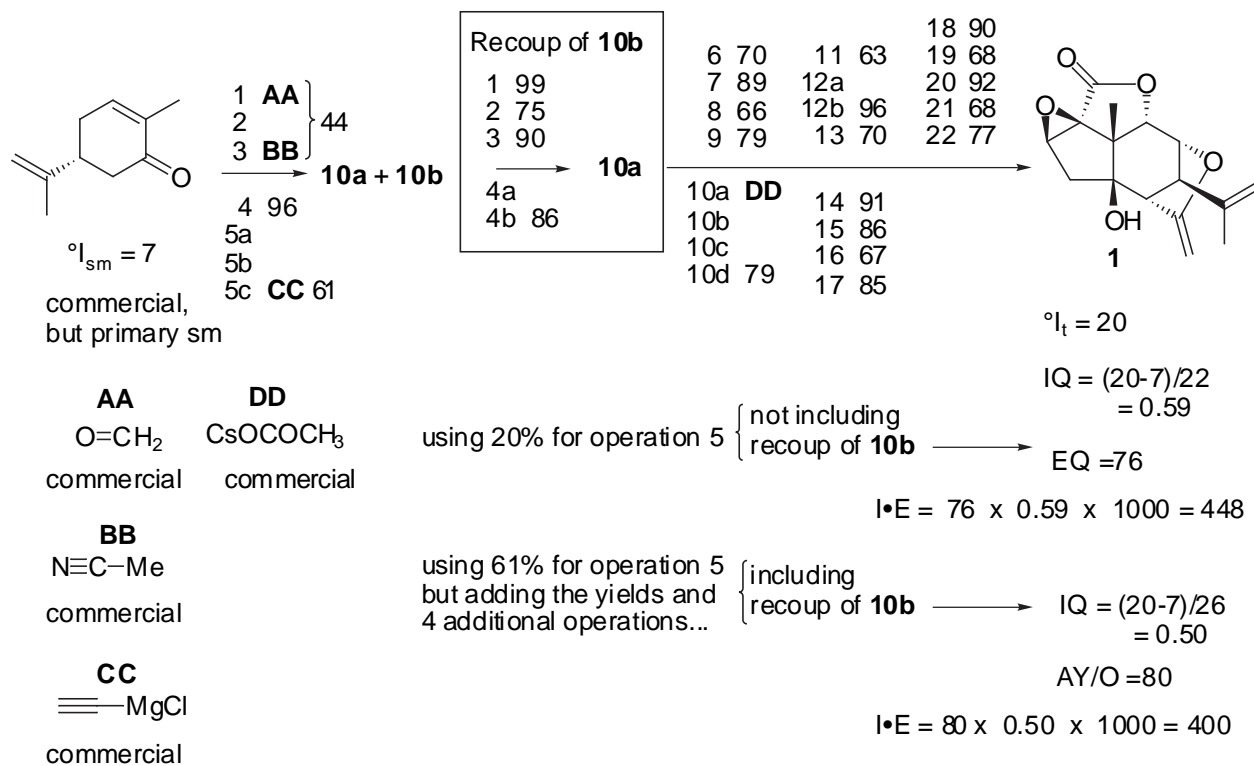 1 AA
2
3 BB
44
4 96
5a
5b
5c CC 61
O
°Ism = 7
commercial,
but primary sm
10a + 10b
Recoup of 10b
1 99
2 75
3 90
4a
4b 86
10a
6 70
7 89
8 66
9 79
11 63
12a
12b 96
13 70
18 90
19 68
20 92
21 68
22 77
10a DD
10b
10c
10d 79
14 91
15 86
16 67
17 85
O
O
O
O
OH
1
°It = 20
IQ = (20-7)/22
= 0.59
AA
O=CH2
commercial
DD
CsOCOCH3
commercial
using 20% for operation 5
not including
recoup of 10b
EQ =76
I•E = 76 x 0.59 x 1000 = 448
BB
N≡C–Me
commercial
using 61% for operation 5
but adding the yields and
4 additional operations...
including
recoup of 10b
IQ = (20-7)/26
= 0.50
AY/O =80
I•E = 80 x 0.50 x 1000 = 400
CC
MgCl
commercial